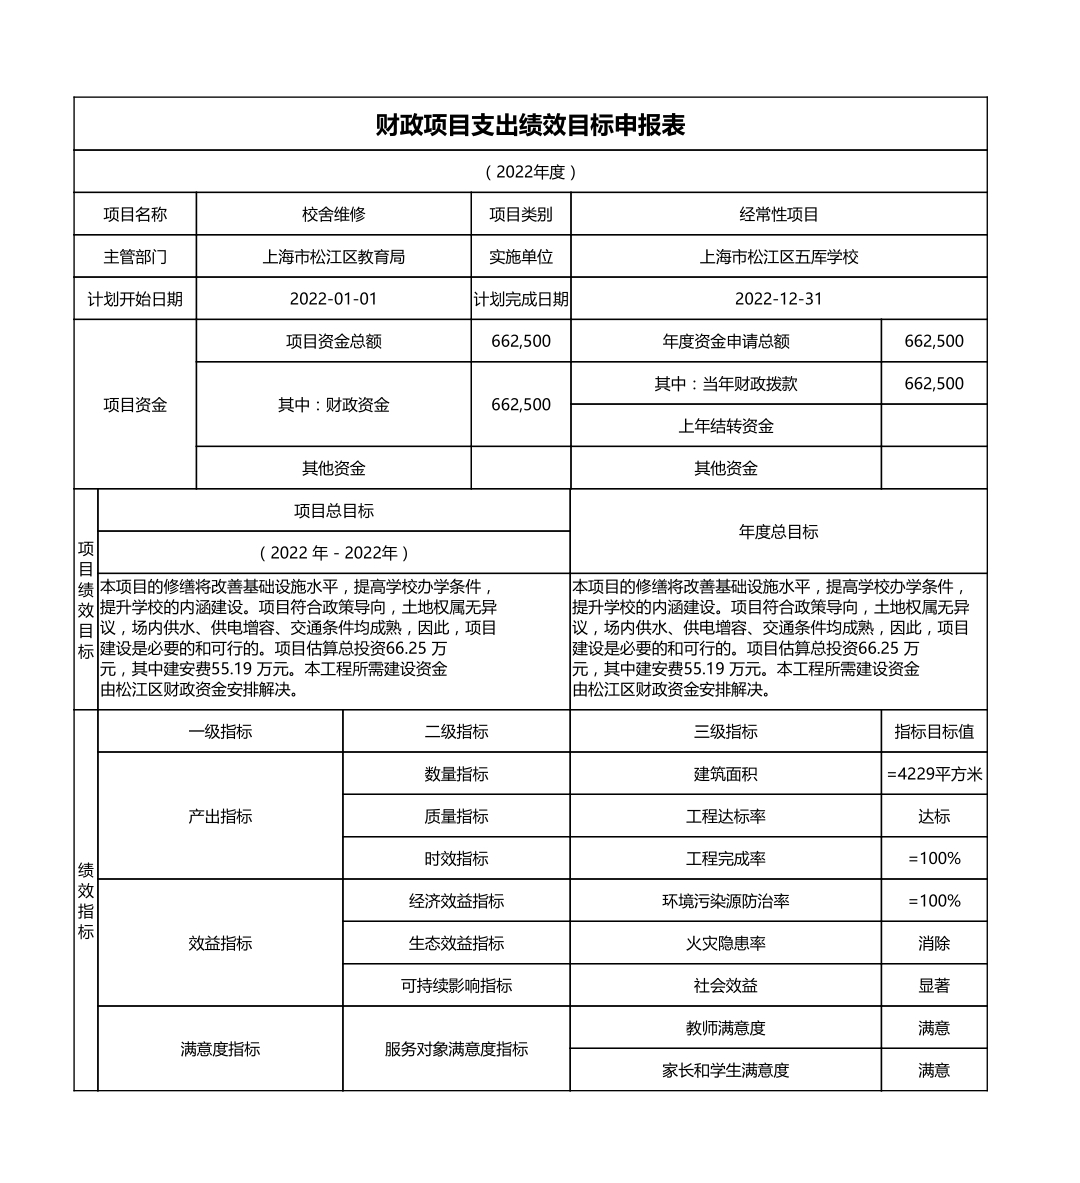 财政项目支出绩效目标申报表
（2022年度）
项目名称 校舍维修 项目类别 经常性项目
主管部门 上海市松江区教育局 实施单位 上海市松江区五厍学校
计划开始日期 2022-01-01 计划完成日期 2022-12-31
项目资金 项目资金总额 662,500 年度资金申请总额 662,500
其中：财政资金 662,500 其中：当年财政拨款 662,500
上年结转资金
其他资金 其他资金
项目绩效目标
项目总目标 年度总目标
（2022 年－2022年）
本项目的修缮将改善基础设施水平，提高学校办学条件，
提升学校的内涵建设。项目符合政策导向，土地权属无异
议，场内供水、供电增容、交通条件均成熟，因此，项目
建设是必要的和可行的。项目估算总投资66.25 万
元，其中建安费55.19 万元。本工程所需建设资金
由松江区财政资金安排解决。
本项目的修缮将改善基础设施水平，提高学校办学条件，
提升学校的内涵建设。项目符合政策导向，土地权属无异
议，场内供水、供电增容、交通条件均成熟，因此，项目
建设是必要的和可行的。项目估算总投资66.25 万
元，其中建安费55.19 万元。本工程所需建设资金
由松江区财政资金安排解决。
绩效指标
一级指标 二级指标 三级指标 指标目标值
产出指标 数量指标 建筑面积 =4229平方米
质量指标 工程达标率 达标
时效指标 工程完成率 =100%
效益指标 经济效益指标 环境污染源防治率 =100%
生态效益指标 火灾隐患率 消除
可持续影响指标 社会效益 显著
满意度指标 服务对象满意度指标 教师满意度 满意
家长和学生满意度 满意